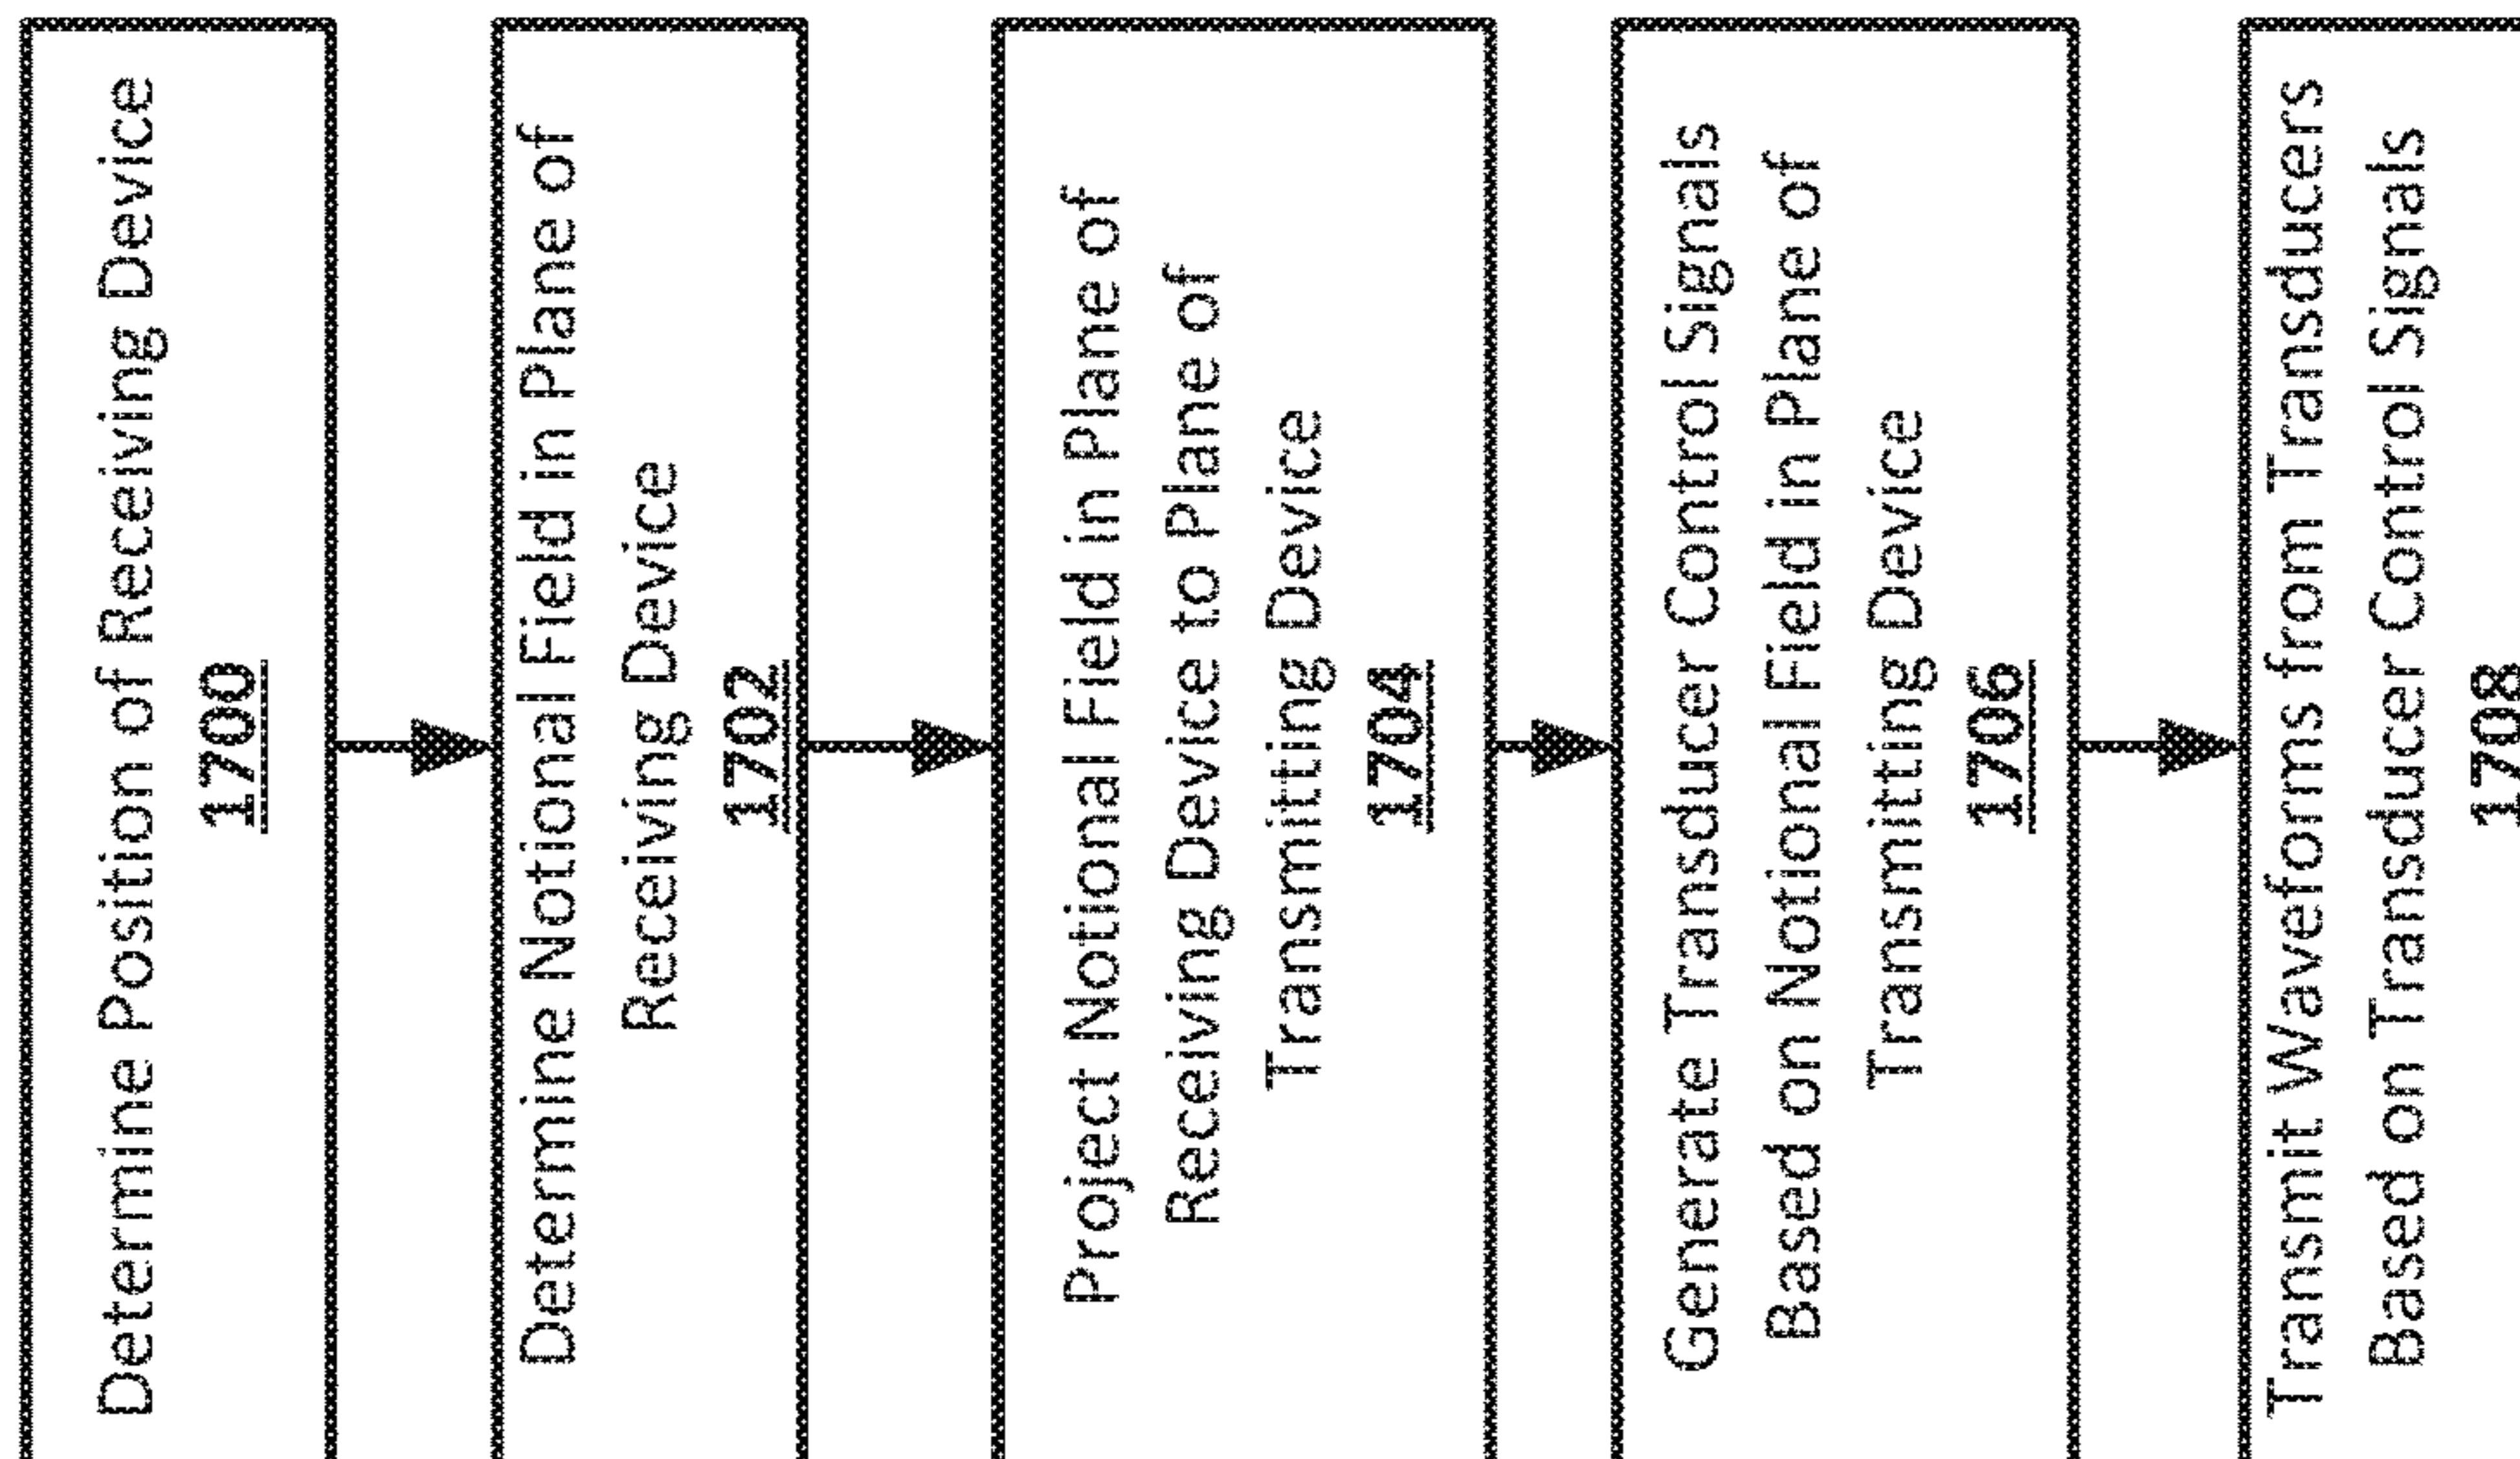 Determine Position of Receiving Device
1700
Determine Notional Field in Plane of
Receiving Device
1702
Project Notional Field in Plane of
Receiving Device to Plane of
Transmitting Device
1704
Generate Transducer Control Signals
Based on Notional Field in Plane of
Transmitting Device
1706
Transmit Waveforms from Transducers
Based on Transducer Control Signals
1708